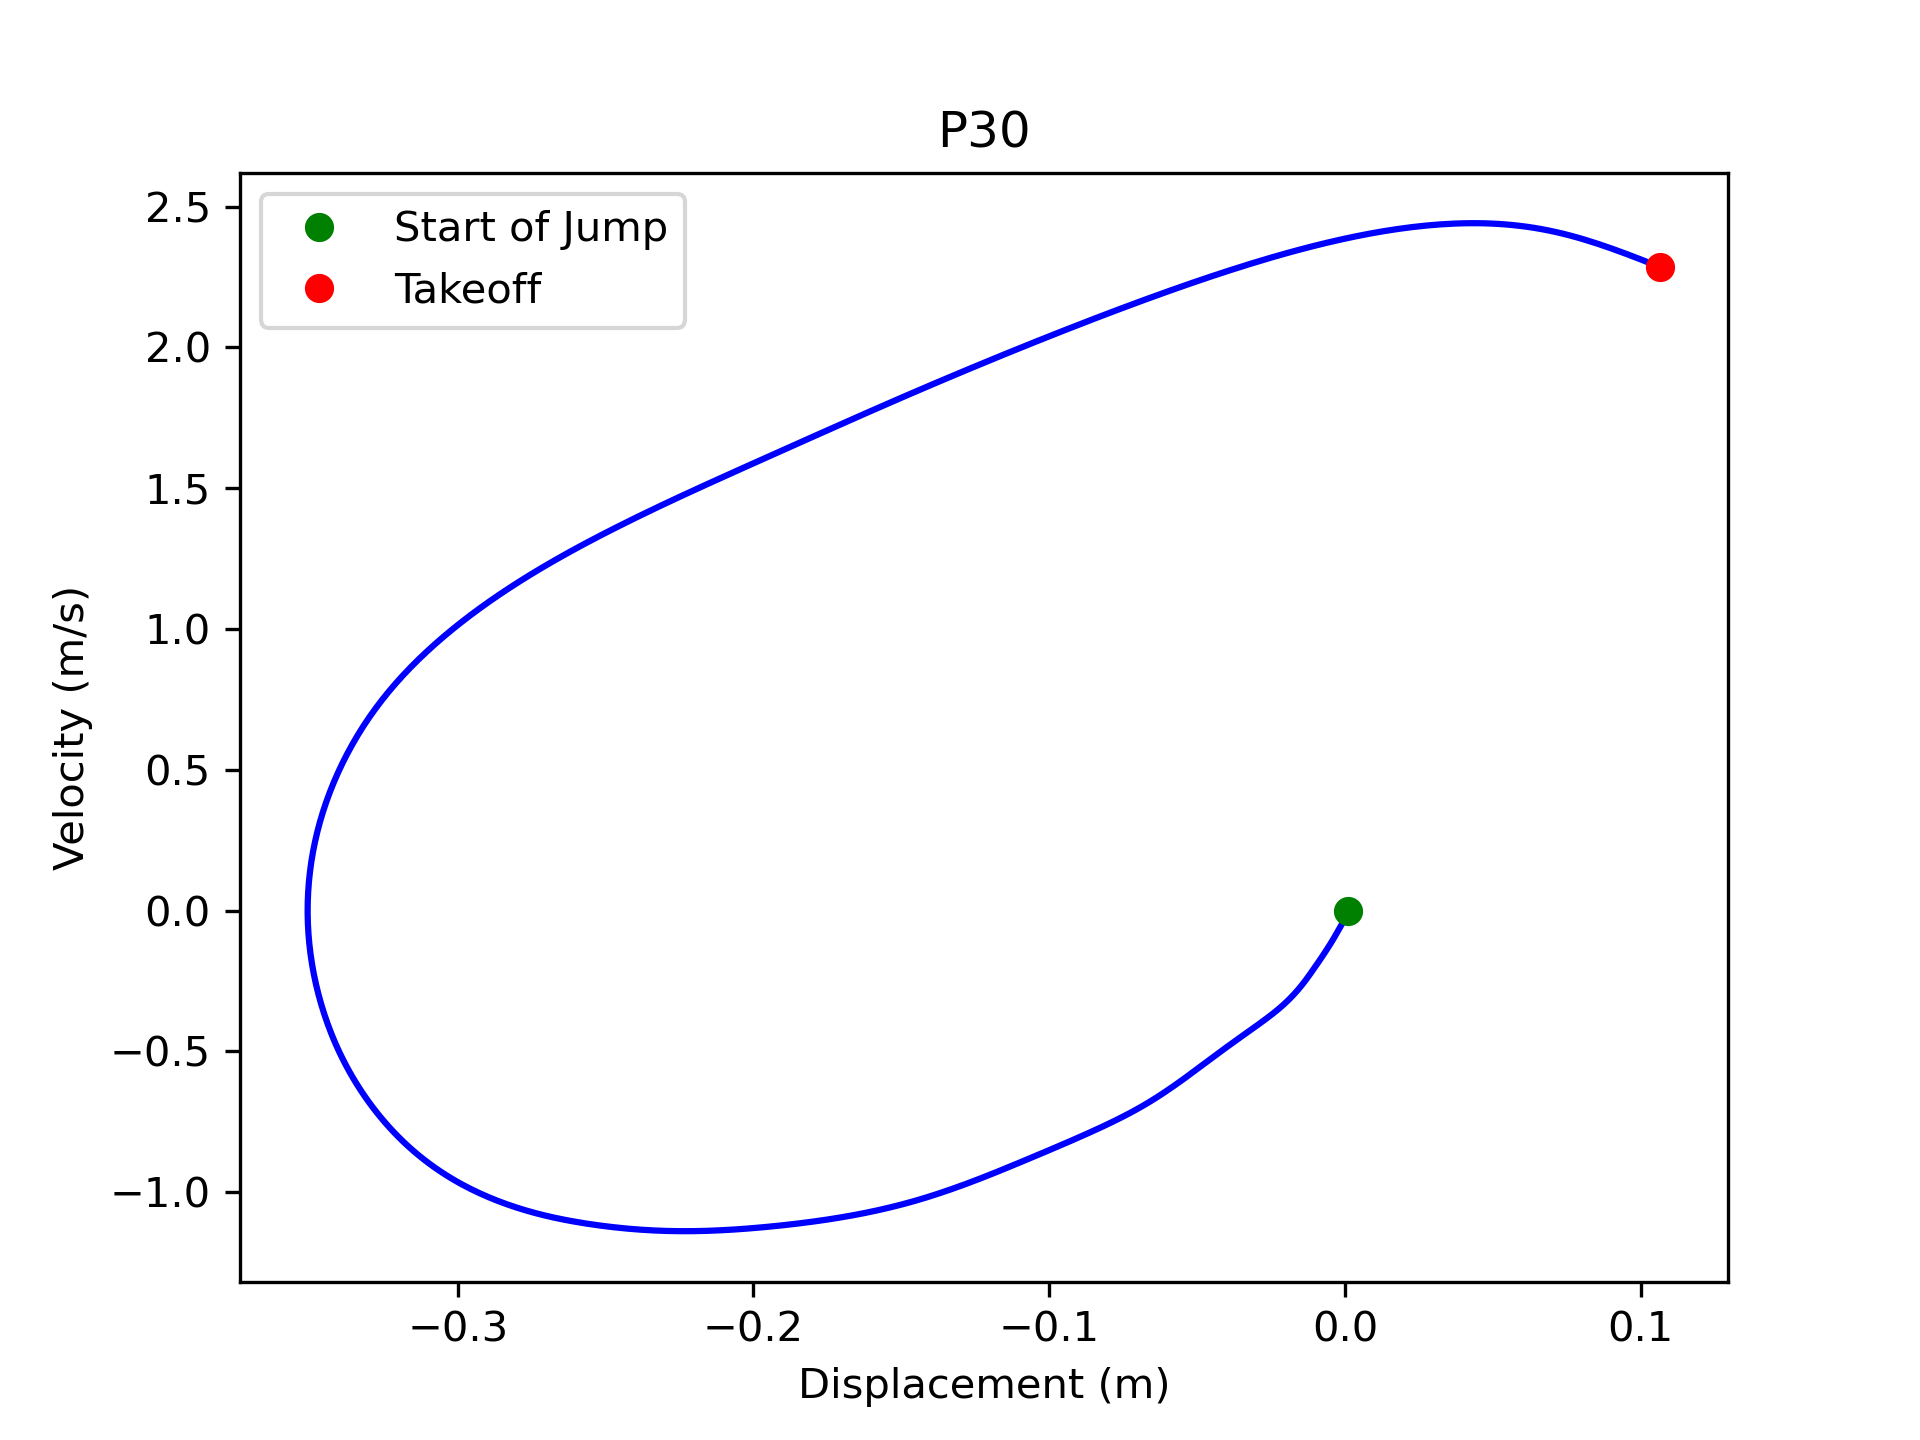 P30
Start of Jump
Takeoff
2.5
2.0
1.5
1.0
0.5
0.0
−0.5
−1.0
Velocity (m/s)
−0.3 −0.2 −0.1 0.0 0.1
Displacement (m)